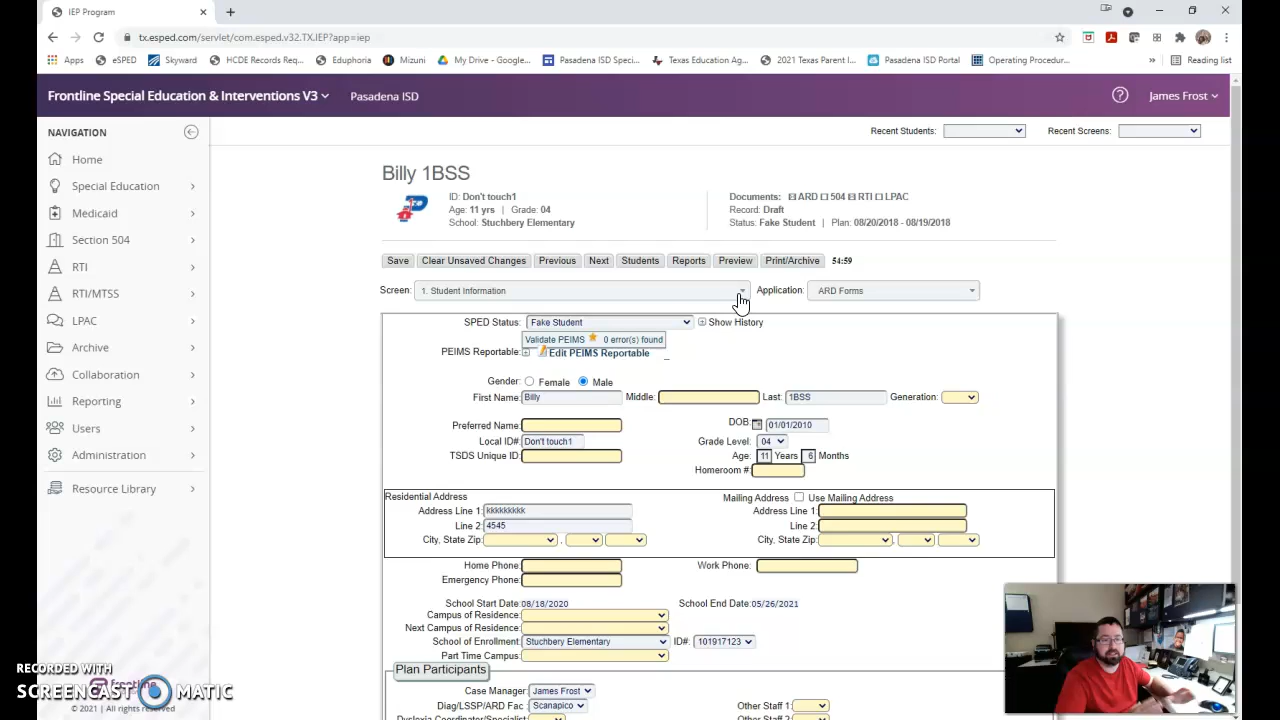 IEP Program
tx.esped.com/servlet/com.esped.v32.TX.IEP?app=iep
Apps eSPED Skyward HCDE Records Req... Eduphoria Mizuni My Drive - Google... Pasadena ISD Speci... Texas Education Ag... 2021 Texas Parent I... Pasadena ISD Portal Operating Procedur... » Reading list
Frontline Special Education & Interventions V3 Pasadena ISD James Frost
NAVIGATION
Recent Students: Recent Screens:
Home
Special Education
Medicaid
Section 504
RTI
RTI/MTSS
LPAC
Archive
Collaboration
Reporting
Users
Administration
Resource Library
Billy 1BSS
ID: Don't touch1
Age: 11 yrs | Grade: 04
School: Stuchbery Elementary
Documents: ARD 504 RTI LPAC
Record: Draft
Status: Fake Student | Plan: 08/20/2018 - 08/19/2018
Save Clear Unsaved Changes Previous Next Students Reports Preview Print/Archive 54:59
Screen: 1. Student Information Application: ARD Forms
SPED Status: Fake Student Show History
Validate PEIMS 0 error(s) found
PEIMS Reportable: Edit PEIMS Reportable
Gender: Female Male
First Name: Billy Middle: Last: 1BSS Generation:
Preferred Name: DOB: 01/01/2010
Local ID#: Don't touch1 Grade Level: 04
TSDS Unique ID: Age: 11 Years 6 Months
Homeroom #:
Residential Address Mailing Address Use Mailing Address
Address Line 1: kkkkkkkkk Address Line 1:
Line 2: 4545 Line 2:
City, State Zip: , City, State Zip: ,
Home Phone: Work Phone:
Emergency Phone:
School Start Date: 08/18/2020 School End Date: 05/26/2021
Campus of Residence:
Next Campus of Residence:
School of Enrollment: Stuchbery Elementary ID#: 101917123
Part Time Campus:
Plan Participants
Case Manager: James Frost
Diag/LSSP/ARD Fac: Scanapico Other Staff 1:
Dyslexia Coordinator/Specialist: Other Staff 2:
RECORDED WITH
SCREENCAST MATIC
frontline
© 2021 | All rights reserved